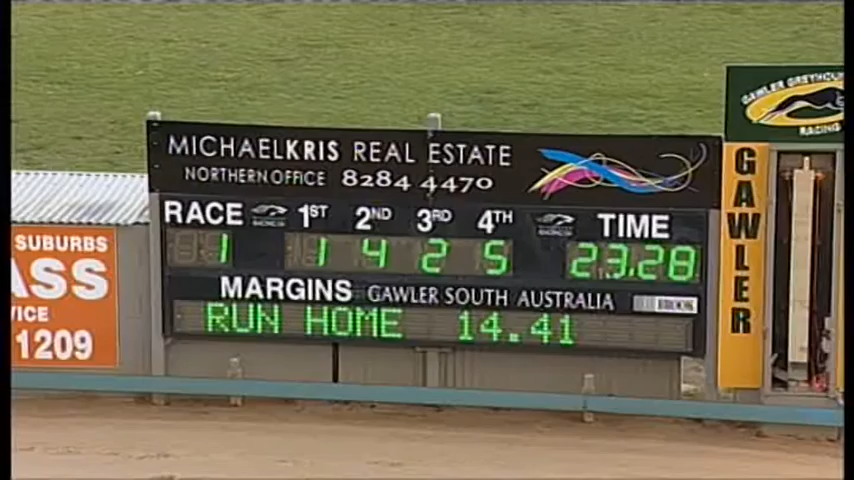 GAWLER GREYHOUND
RACING
MICHAELKRIS REAL ESTATE
NORTHERN OFFICE 8284 4470
RACE 1ST 2ND 3RD 4TH TIME
1 1 4 2 5 23.28
MARGINS GAWLER SOUTH AUSTRALIA
RUN HOME 14.41
GAWLER
SUBURBS
ASS
VICE
1209